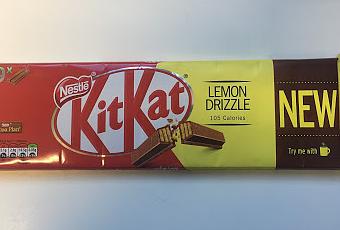 Nestlé
KitKat
LEMON
DRIZZLE
105 Calories
NEW
Try me with